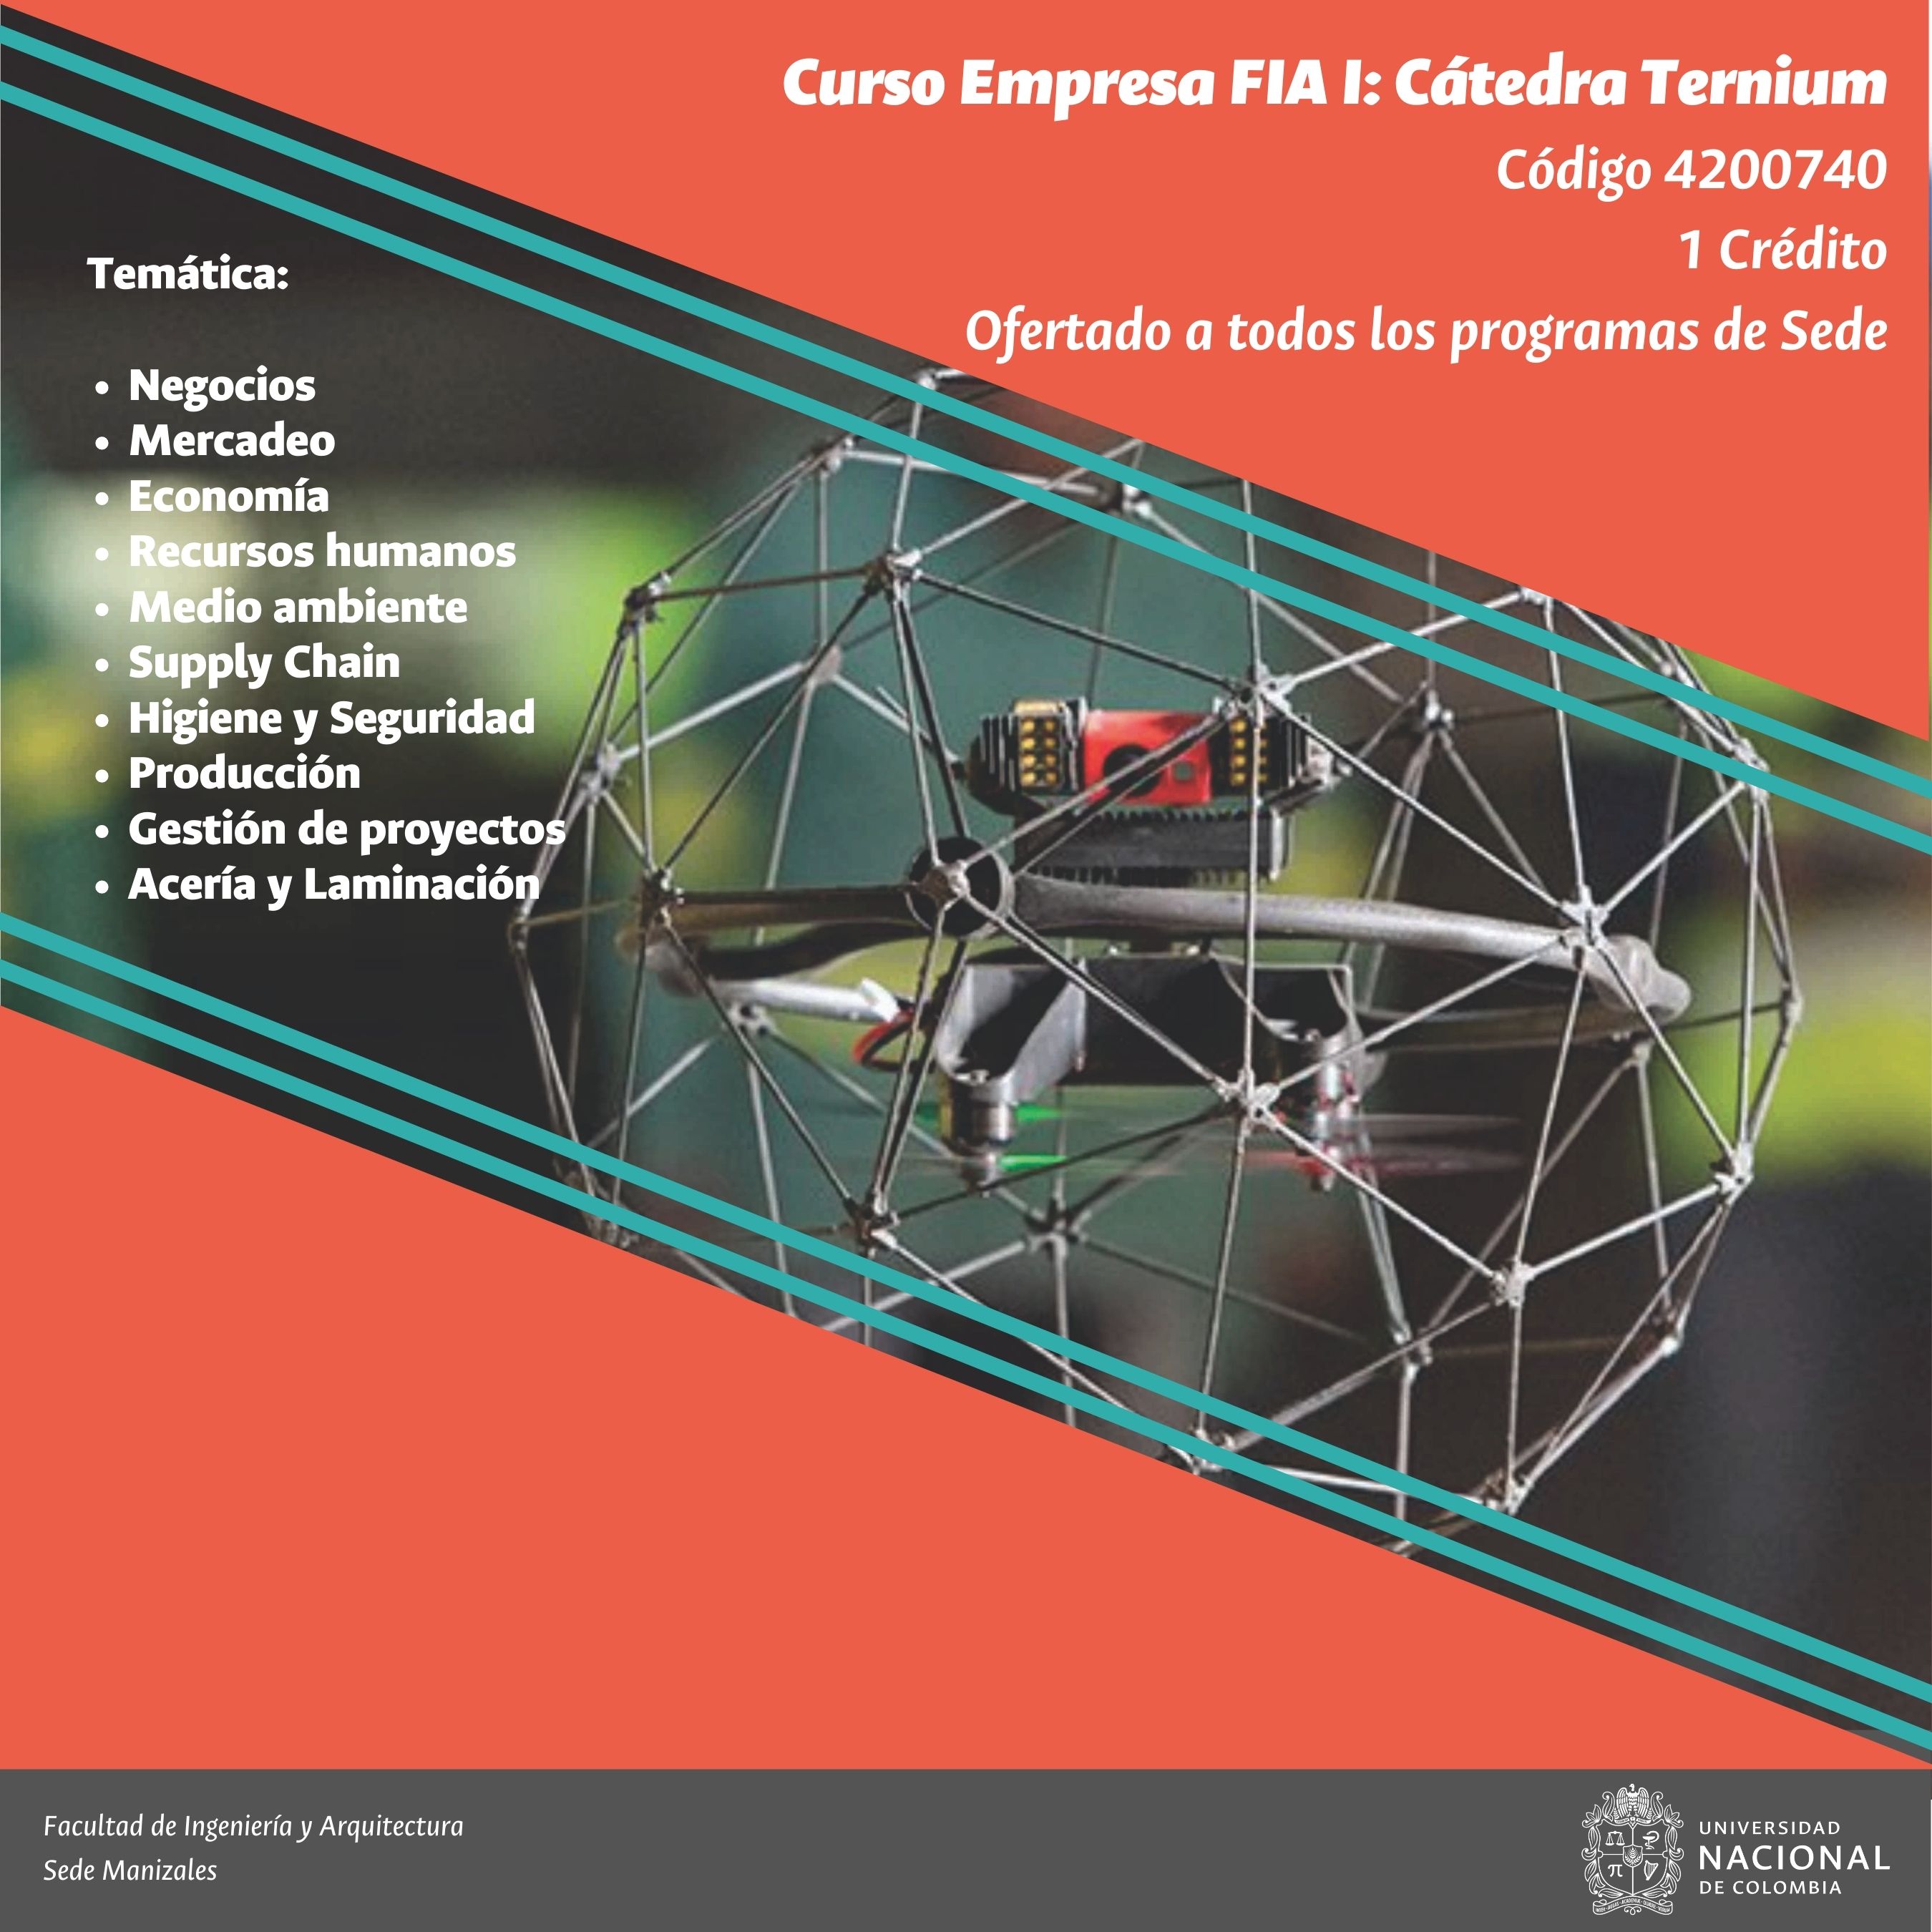 Curso Empresa FIA I: Cátedra Ternium
Código 4200740
1 Crédito
Ofertado a todos los programas de Sede
Temática:
• Negocios
• Mercadeo
• Economía
• Recursos humanos
• Medio ambiente
• Supply Chain
• Higiene y Seguridad
• Producción
• Gestión de proyectos
• Acería y Laminación
Facultad de Ingeniería y Arquitectura
Sede Manizales
UNIVERSIDAD
NACIONAL
DE COLOMBIA